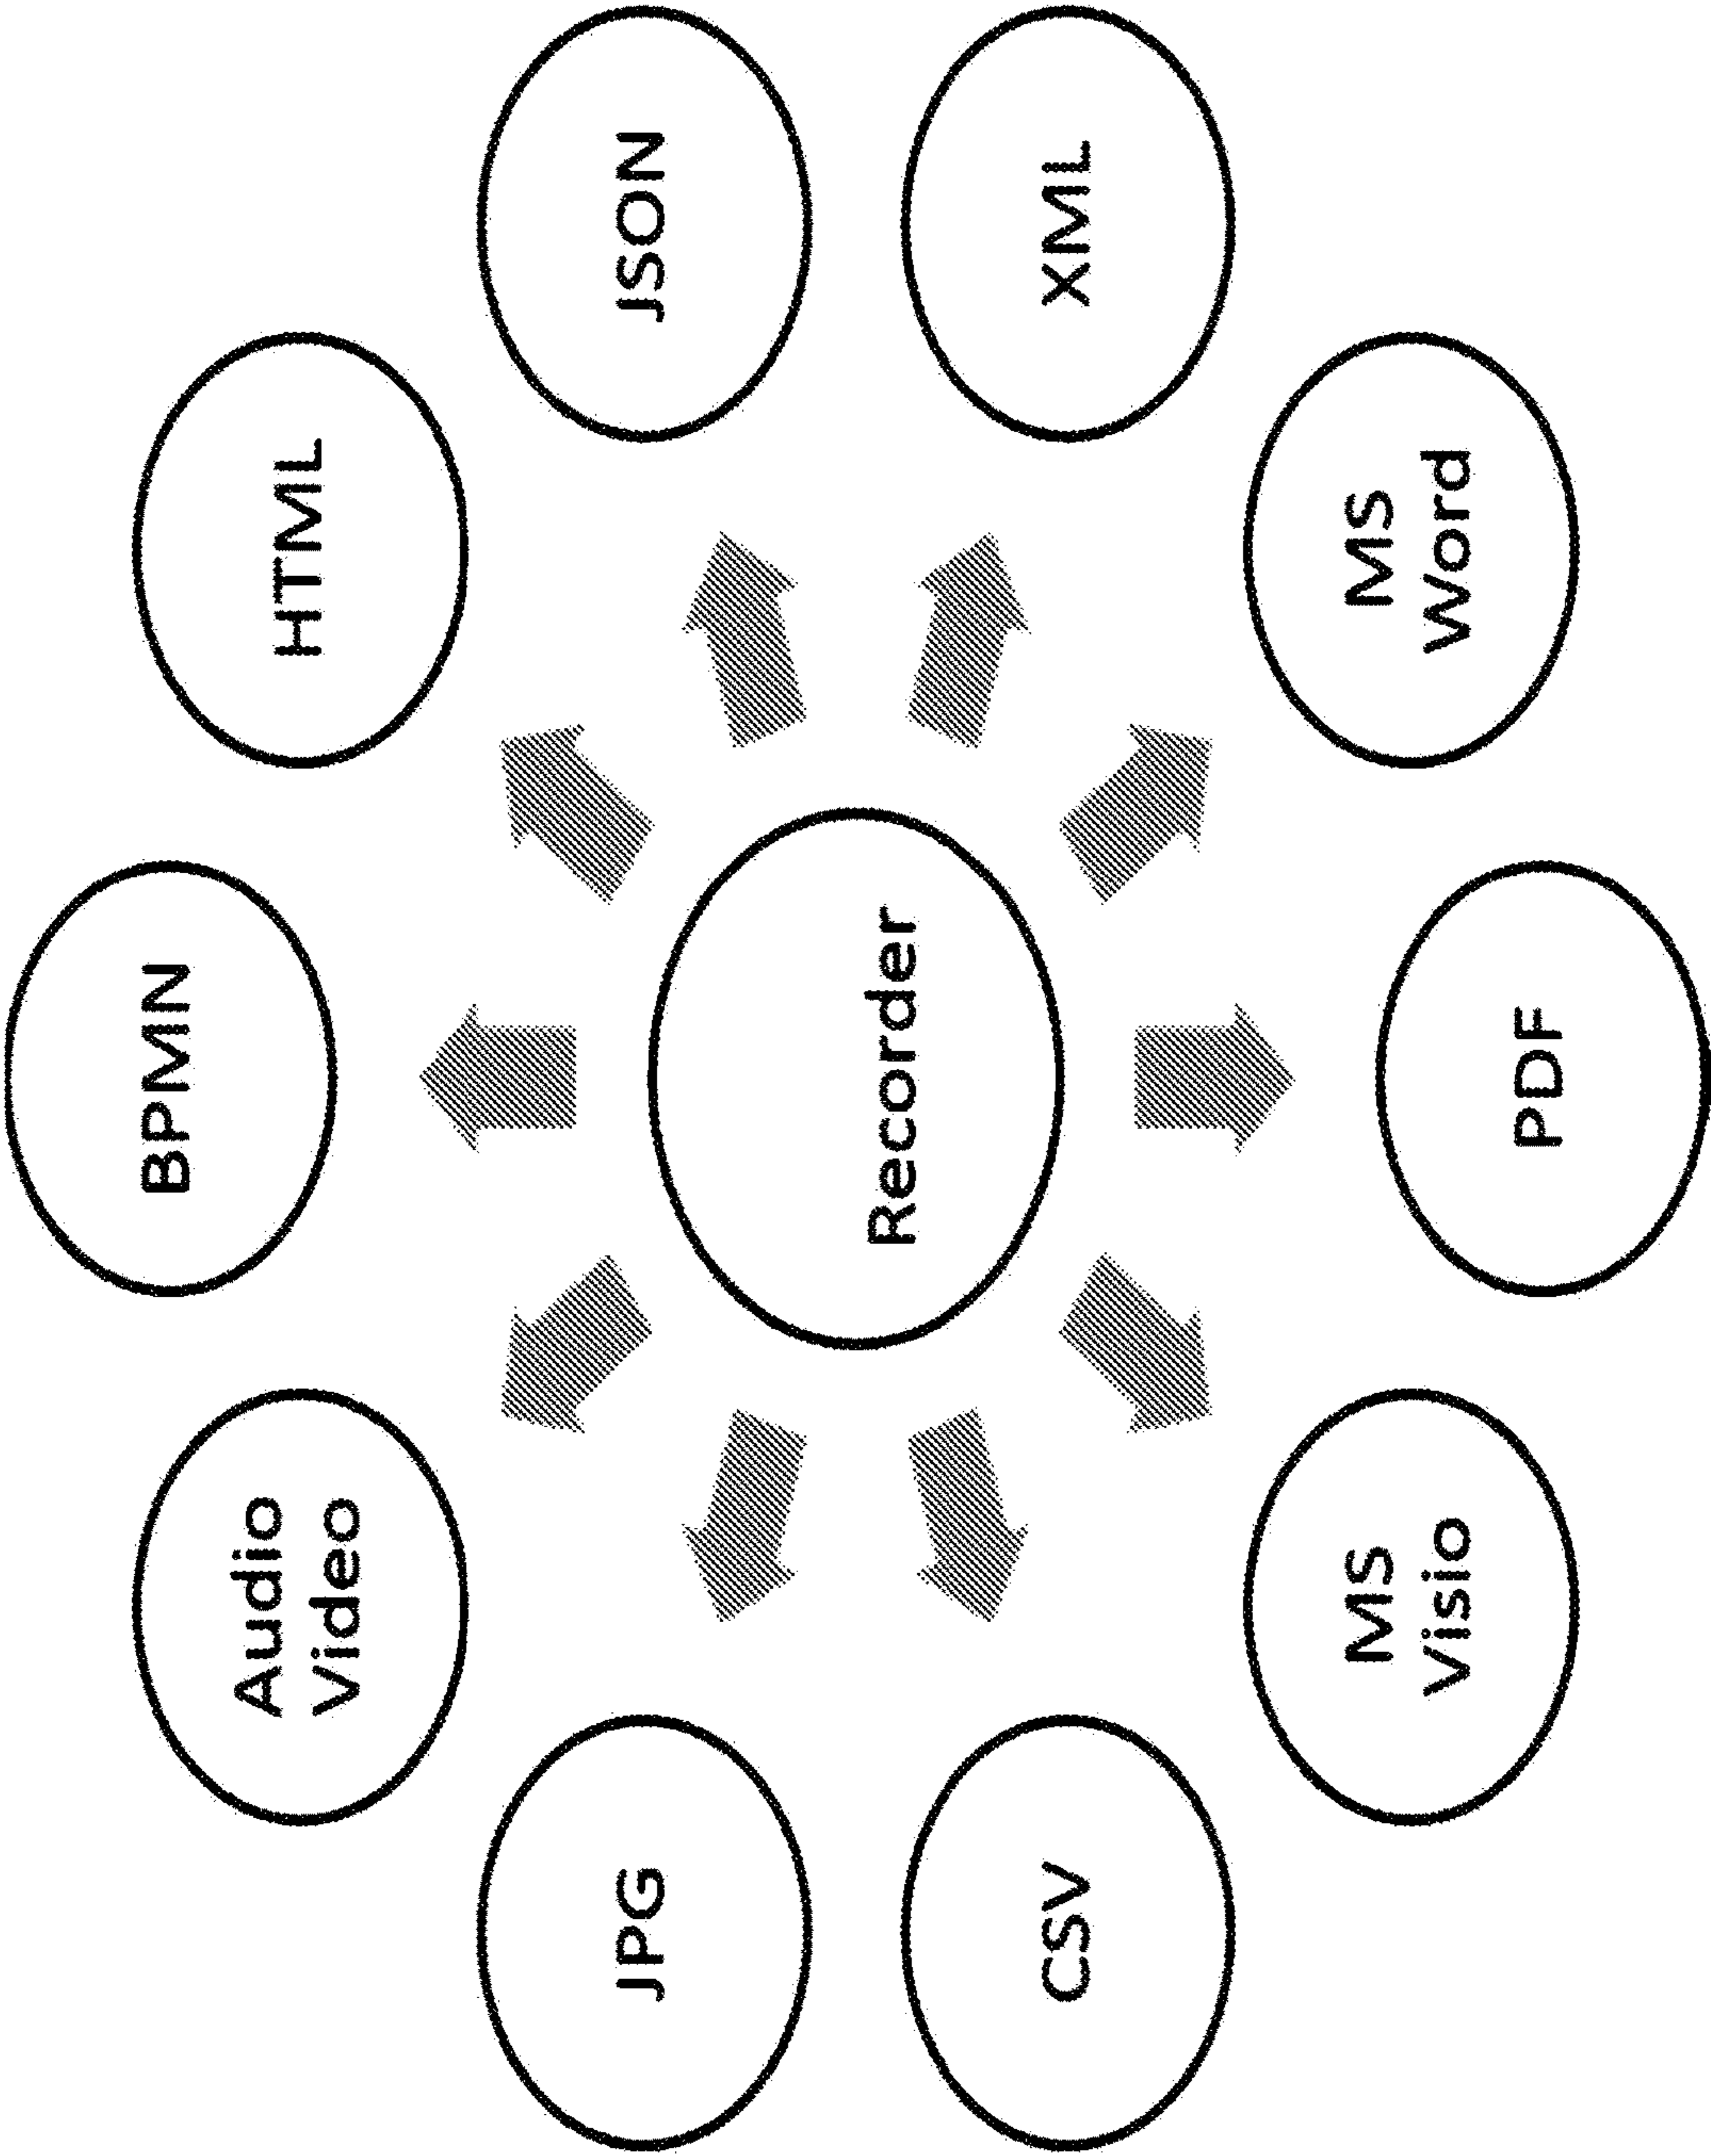 BPMN
Audio
Video
HTML
JPG
JSON
Recorder
CSV
XML
MS
Visio
MS
Word
PDF